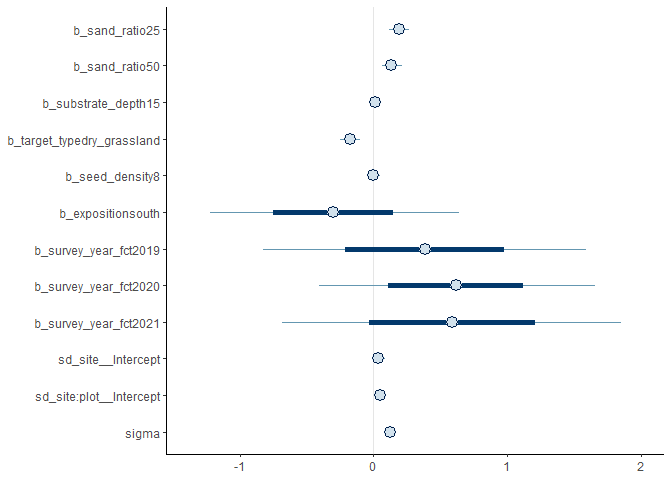 b_sand_ratio25
b_sand_ratio50
b_substrate_depth15
b_target_typedry_grassland
b_seed_density8
b_expositionsouth
b_survey_year_fct2019
b_survey_year_fct2020
b_survey_year_fct2021
sd_site__Intercept
sd_site:plot__Intercept
sigma
-1 0 1 2